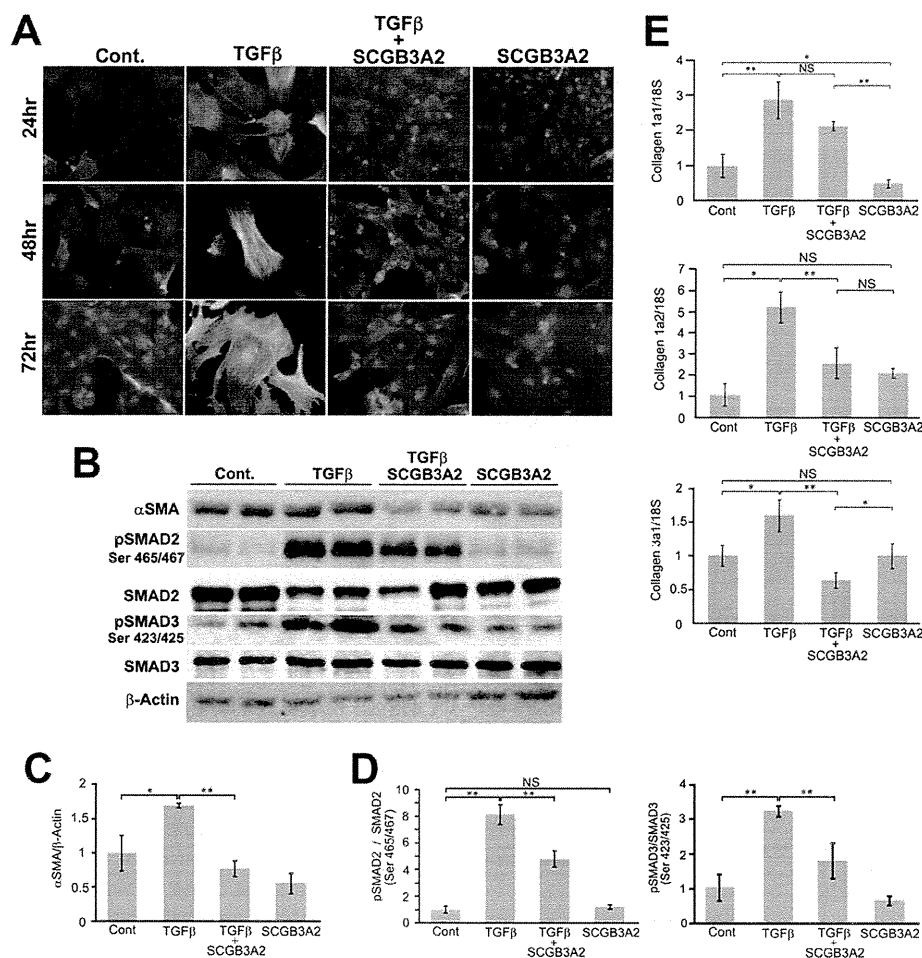 A
Cont.
TGFβ
TGFβ
+
SCGB3A2
SCGB3A2
24hr
48hr
72hr
B
Cont.
TGFβ
TGFβ
SCGB3A2
SCGB3A2
αSMA
pSMAD2
Ser 465/467
SMAD2
pSMAD3
Ser 423/425
SMAD3
β-Actin
C
αSMA/β-Actin
2
1.5
1
0.5
0
* **
Cont TGFβ TGFβ SCGB3A2
+
SCGB3A2
D
pSMAD2 / SMAD2
(Ser 465/467)
10
8
6
4
2
0
NS
** **
Cont TGFβ TGFβ SCGB3A2
+
SCGB3A2
pSMAD3/SMAD3
(Ser 423/425)
4
3
2
1
0
** **
Cont TGFβ TGFβ SCGB3A2
+
SCGB3A2
E
Collagen 1a1/18S
4
3
2
1
0
*
** NS
**
Cont TGFβ TGFβ SCGB3A2
+
SCGB3A2
Collagen 1a2/18S
7
6
5
4
3
2
1
0
NS
* **
NS
Cont TGFβ TGFβ SCGB3A2
+
SCGB3A2
Collagen 3a1/18S
2
1.5
1
0.5
0
NS
* **
*
Cont TGFβ TGFβ SCGB3A2
+
SCGB3A2